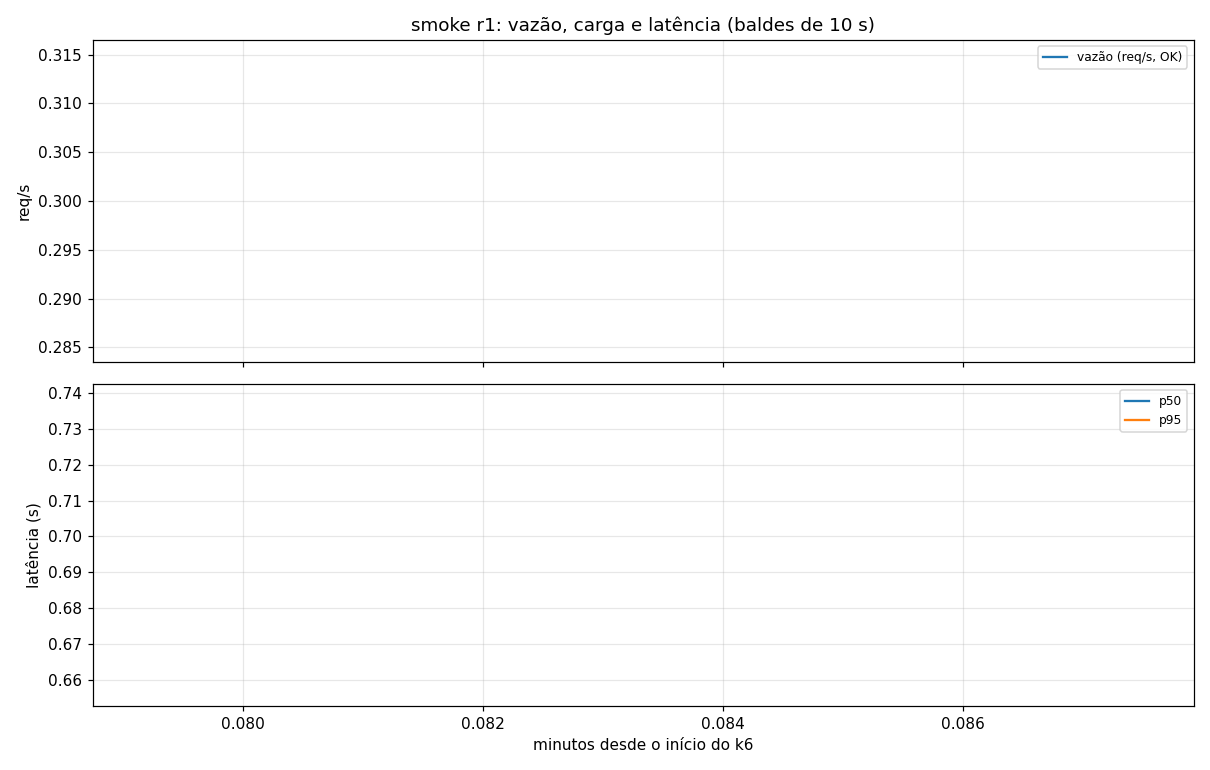 smoke r1: vazão, carga e latência (baldes de 10 s)
0.315
0.310
0.305
0.300
0.295
0.290
0.285
req/s
vazão (req/s, OK)
0.74
0.73
0.72
0.71
0.70
0.69
0.68
0.67
0.66
latência (s)
p50
p95
0.080
0.082
0.084
0.086
minutos desde o início do k6